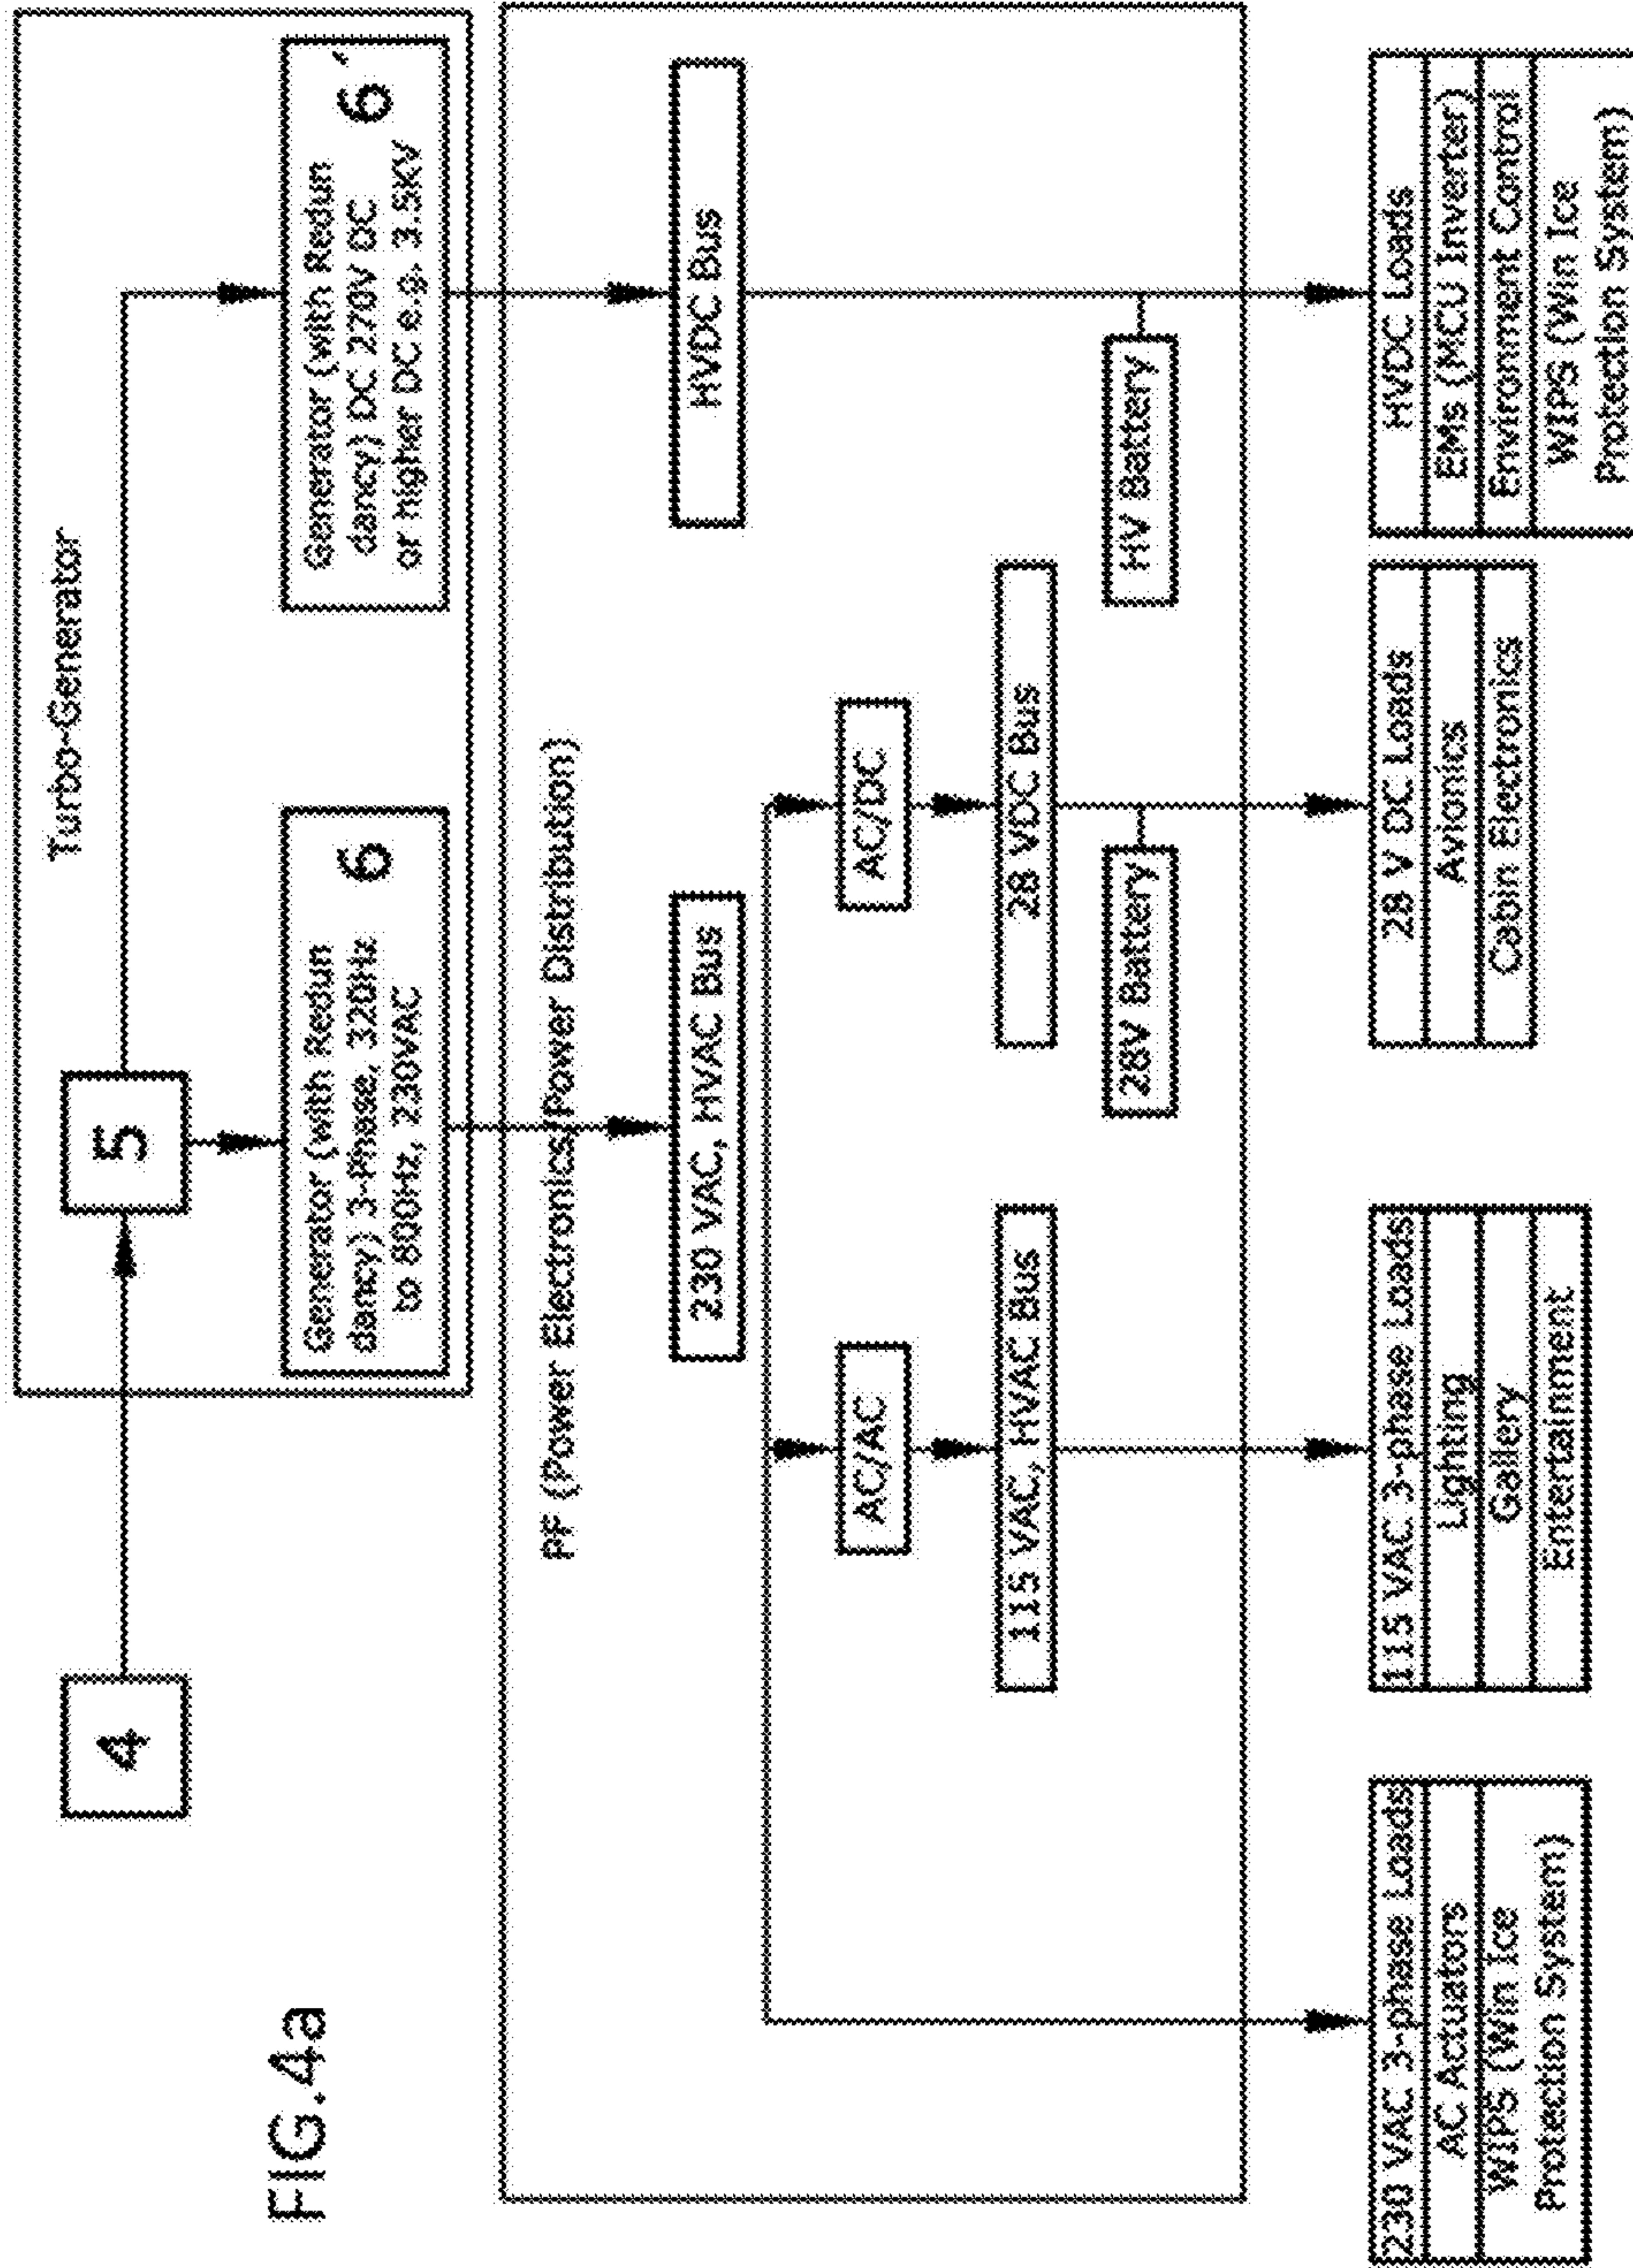 FIG.4a
Turbo-Generator
4
5
Generator (with Redun
dancy) 3-Phase, 320Hz
to 800Hz, 230VAC
6
Generator (with Redun
dancy) DC 270V DC
or higher DC e.g. 3.5KV
6´
PF (Power Electronics/Power Distribution)
230 VAC, HVAC Bus
HVDC Bus
AC/AC
AC/DC
115 VAC, HVAC Bus
28 VDC Bus
28V Battery
HV Battery
230 VAC 3-phase Loads
AC Actuators
WIPS (Win Ice
Protection System)
115 VAC 3-phase Loads
Lighting
Gallery
Entertainment
28 V DC Loads
Avionics
Cabin Electronics
HVDC Loads
EMs (MCU Inverter)
Environment Control
WIPS (Win Ice
Protection System)